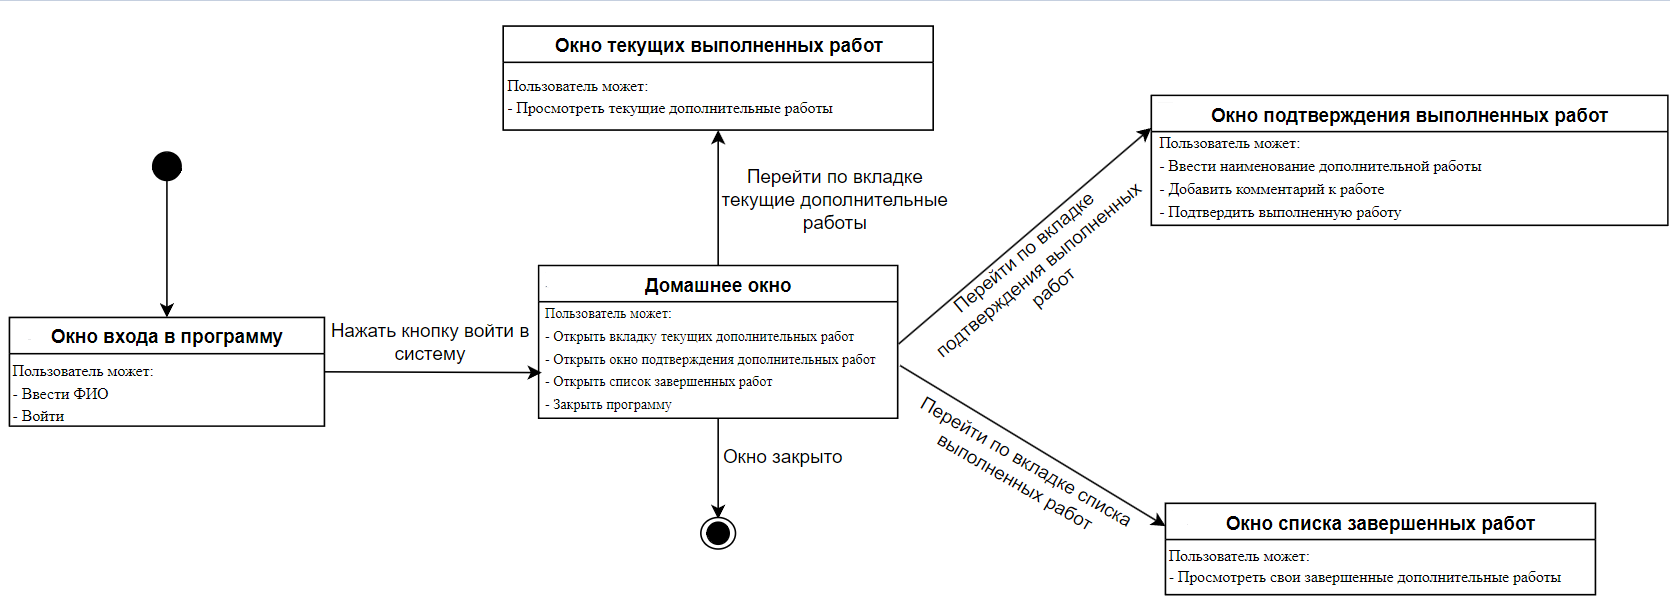 Окно текущих выполненных работ
Пользователь может:
- Просмотреть текущие дополнительные работы
Окно подтверждения выполненных работ
Пользователь может:
- Ввести наименование дополнительной работы
- Добавить комментарий к работе
- Подтвердить выполненную работу
Перейти по вкладке
текущие дополнительные
работы
Перейти по вкладке
подтверждения выполненных
работ
Домашнее окно
Пользователь может:
- Открыть вкладку текущих дополнительных работ
- Открыть окно подтверждения дополнительных работ
- Открыть список завершенных работ
- Закрыть программу
Окно входа в программу
Пользователь может:
- Ввести ФИО
- Войти
Нажать кнопку войти в
систему
Окно закрыто
Перейти по вкладке списка
выполненных работ
Окно списка завершенных работ
Пользователь может:
- Просмотреть свои завершенные дополнительные работы